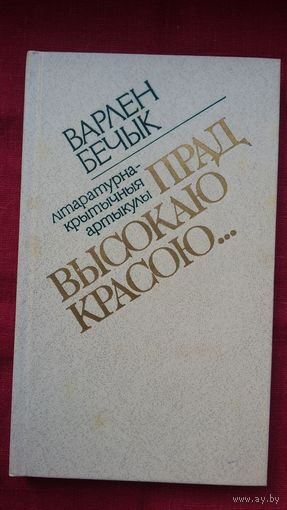 ВАРЛЕН
БЕЧЫК
літаратурна-
крытычныя
артыкулы
ПРАД
ВЫСОКАЮ
КРАСОЮ...
www.ay.by